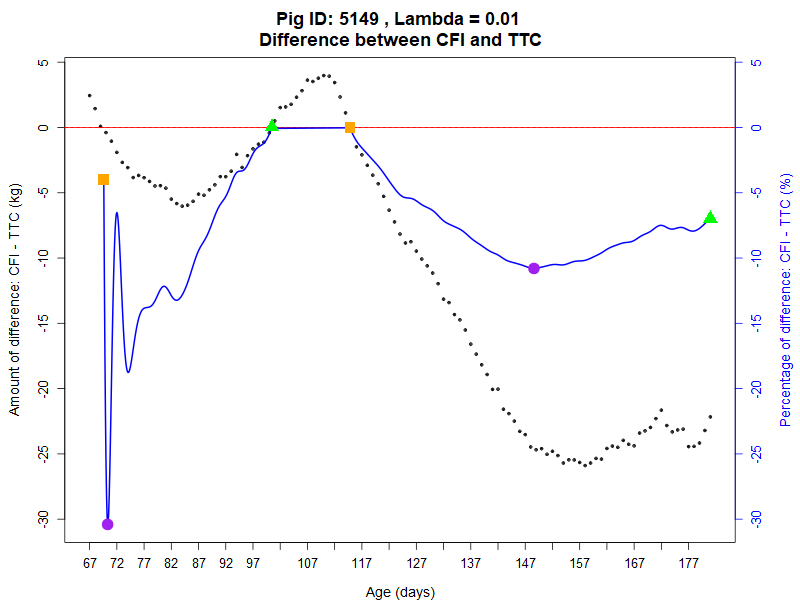 Pig ID: 5149 , Lambda = 0.01
Difference between CFI and TTC
Amount of difference: CFI - TTC (kg)
5
0
-5
-10
-15
-20
-25
-30
5
0
-5
-10
-15
-20
-25
-30
Percentage of difference: CFI - TTC (%)
67 72 77 82 87 92 97 107 117 127 137 147 157 167 177
Age (days)